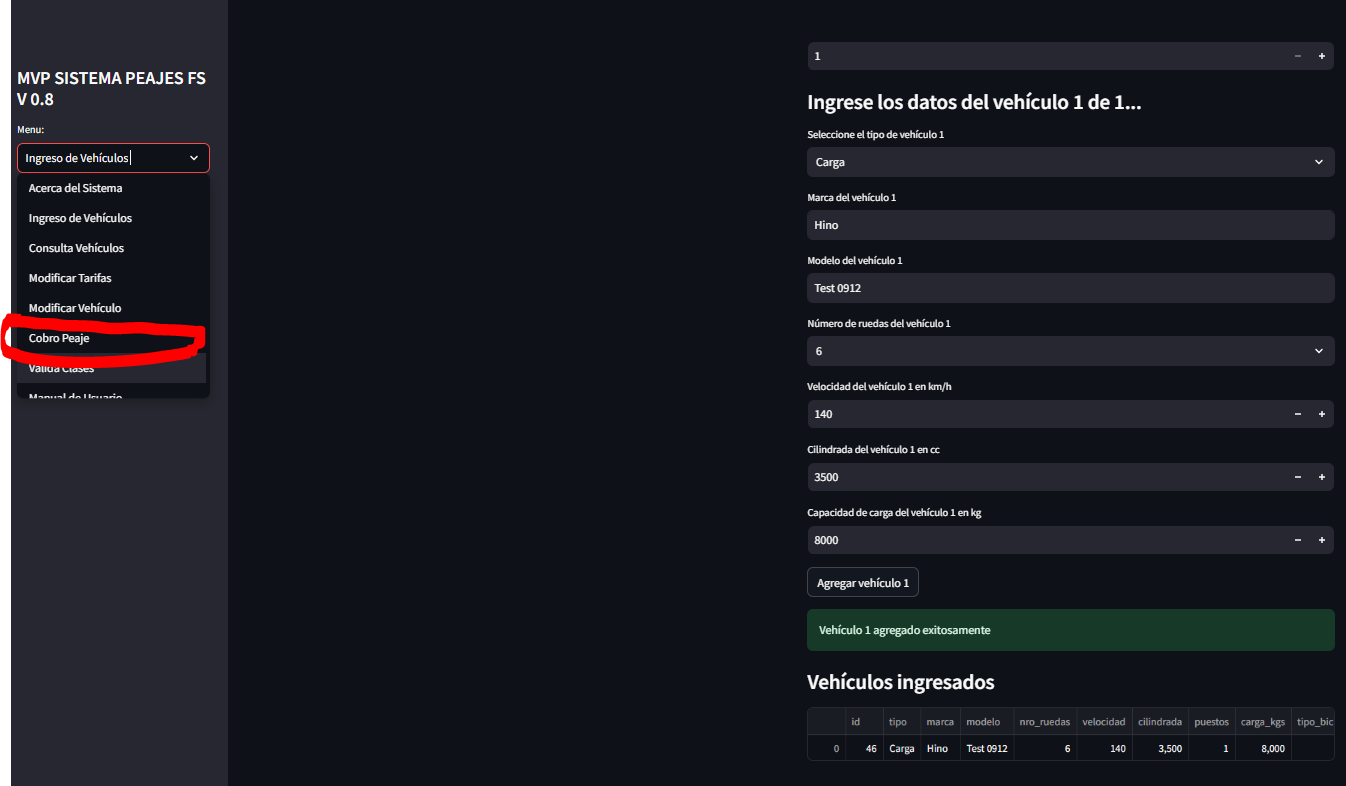 MVP SISTEMA PEAJES FS
V 0.8
Menu:
Ingreso de Vehículos
Acerca del Sistema
Ingreso de Vehículos
Consulta Vehículos
Modificar Tarifas
Modificar Vehículo
Cobro Peaje
Valida Clases
Manual de Usuario
1
Ingrese los datos del vehículo 1 de 1...
Seleccione el tipo de vehículo 1
Carga
Marca del vehículo 1
Hino
Modelo del vehículo 1
Test 0912
Número de ruedas del vehículo 1
6
Velocidad del vehículo 1 en km/h
140
Cilindrada del vehículo 1 en cc
3500
Capacidad de carga del vehículo 1 en kg
8000
Agregar vehículo 1
Vehículo 1 agregado exitosamente
Vehículos ingresados
id tipo marca modelo nro_ruedas velocidad cilindrada puestos carga_kgs tipo_bic
0 46 Carga Hino Test 0912 6 140 3,500 1 8,000